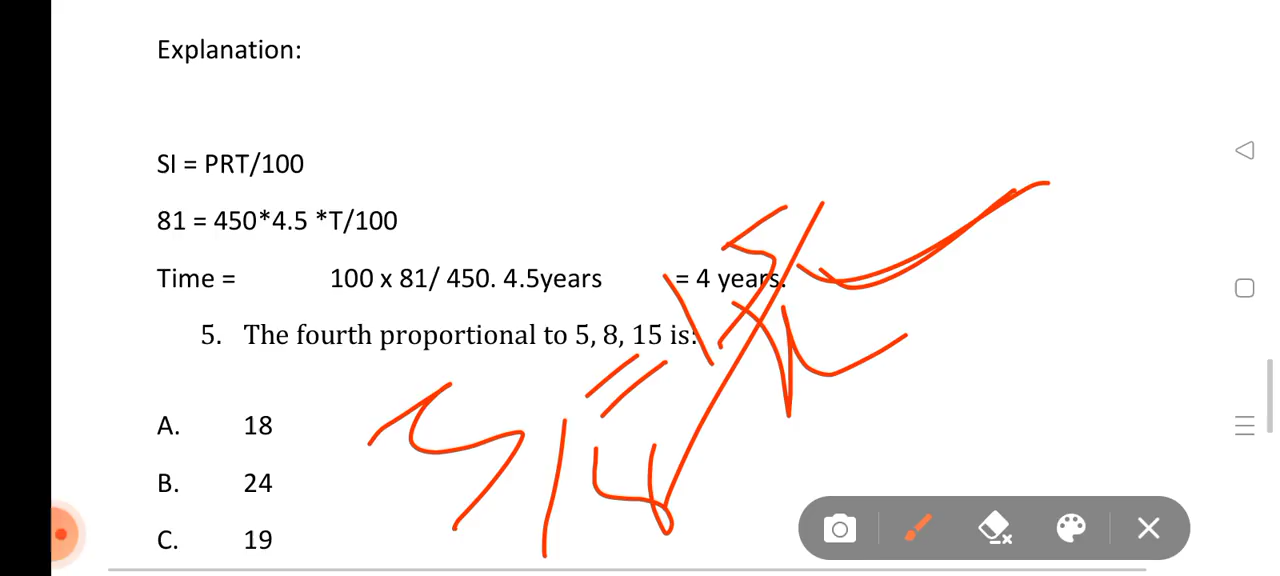 Explanation:
SI = PRT/100
81 = 450*4.5 *T/100
Time = 100 x 81/ 450. 4.5years = 4 years.
5. The fourth proportional to 5, 8, 15 is:
A. 18
B. 24
C. 19